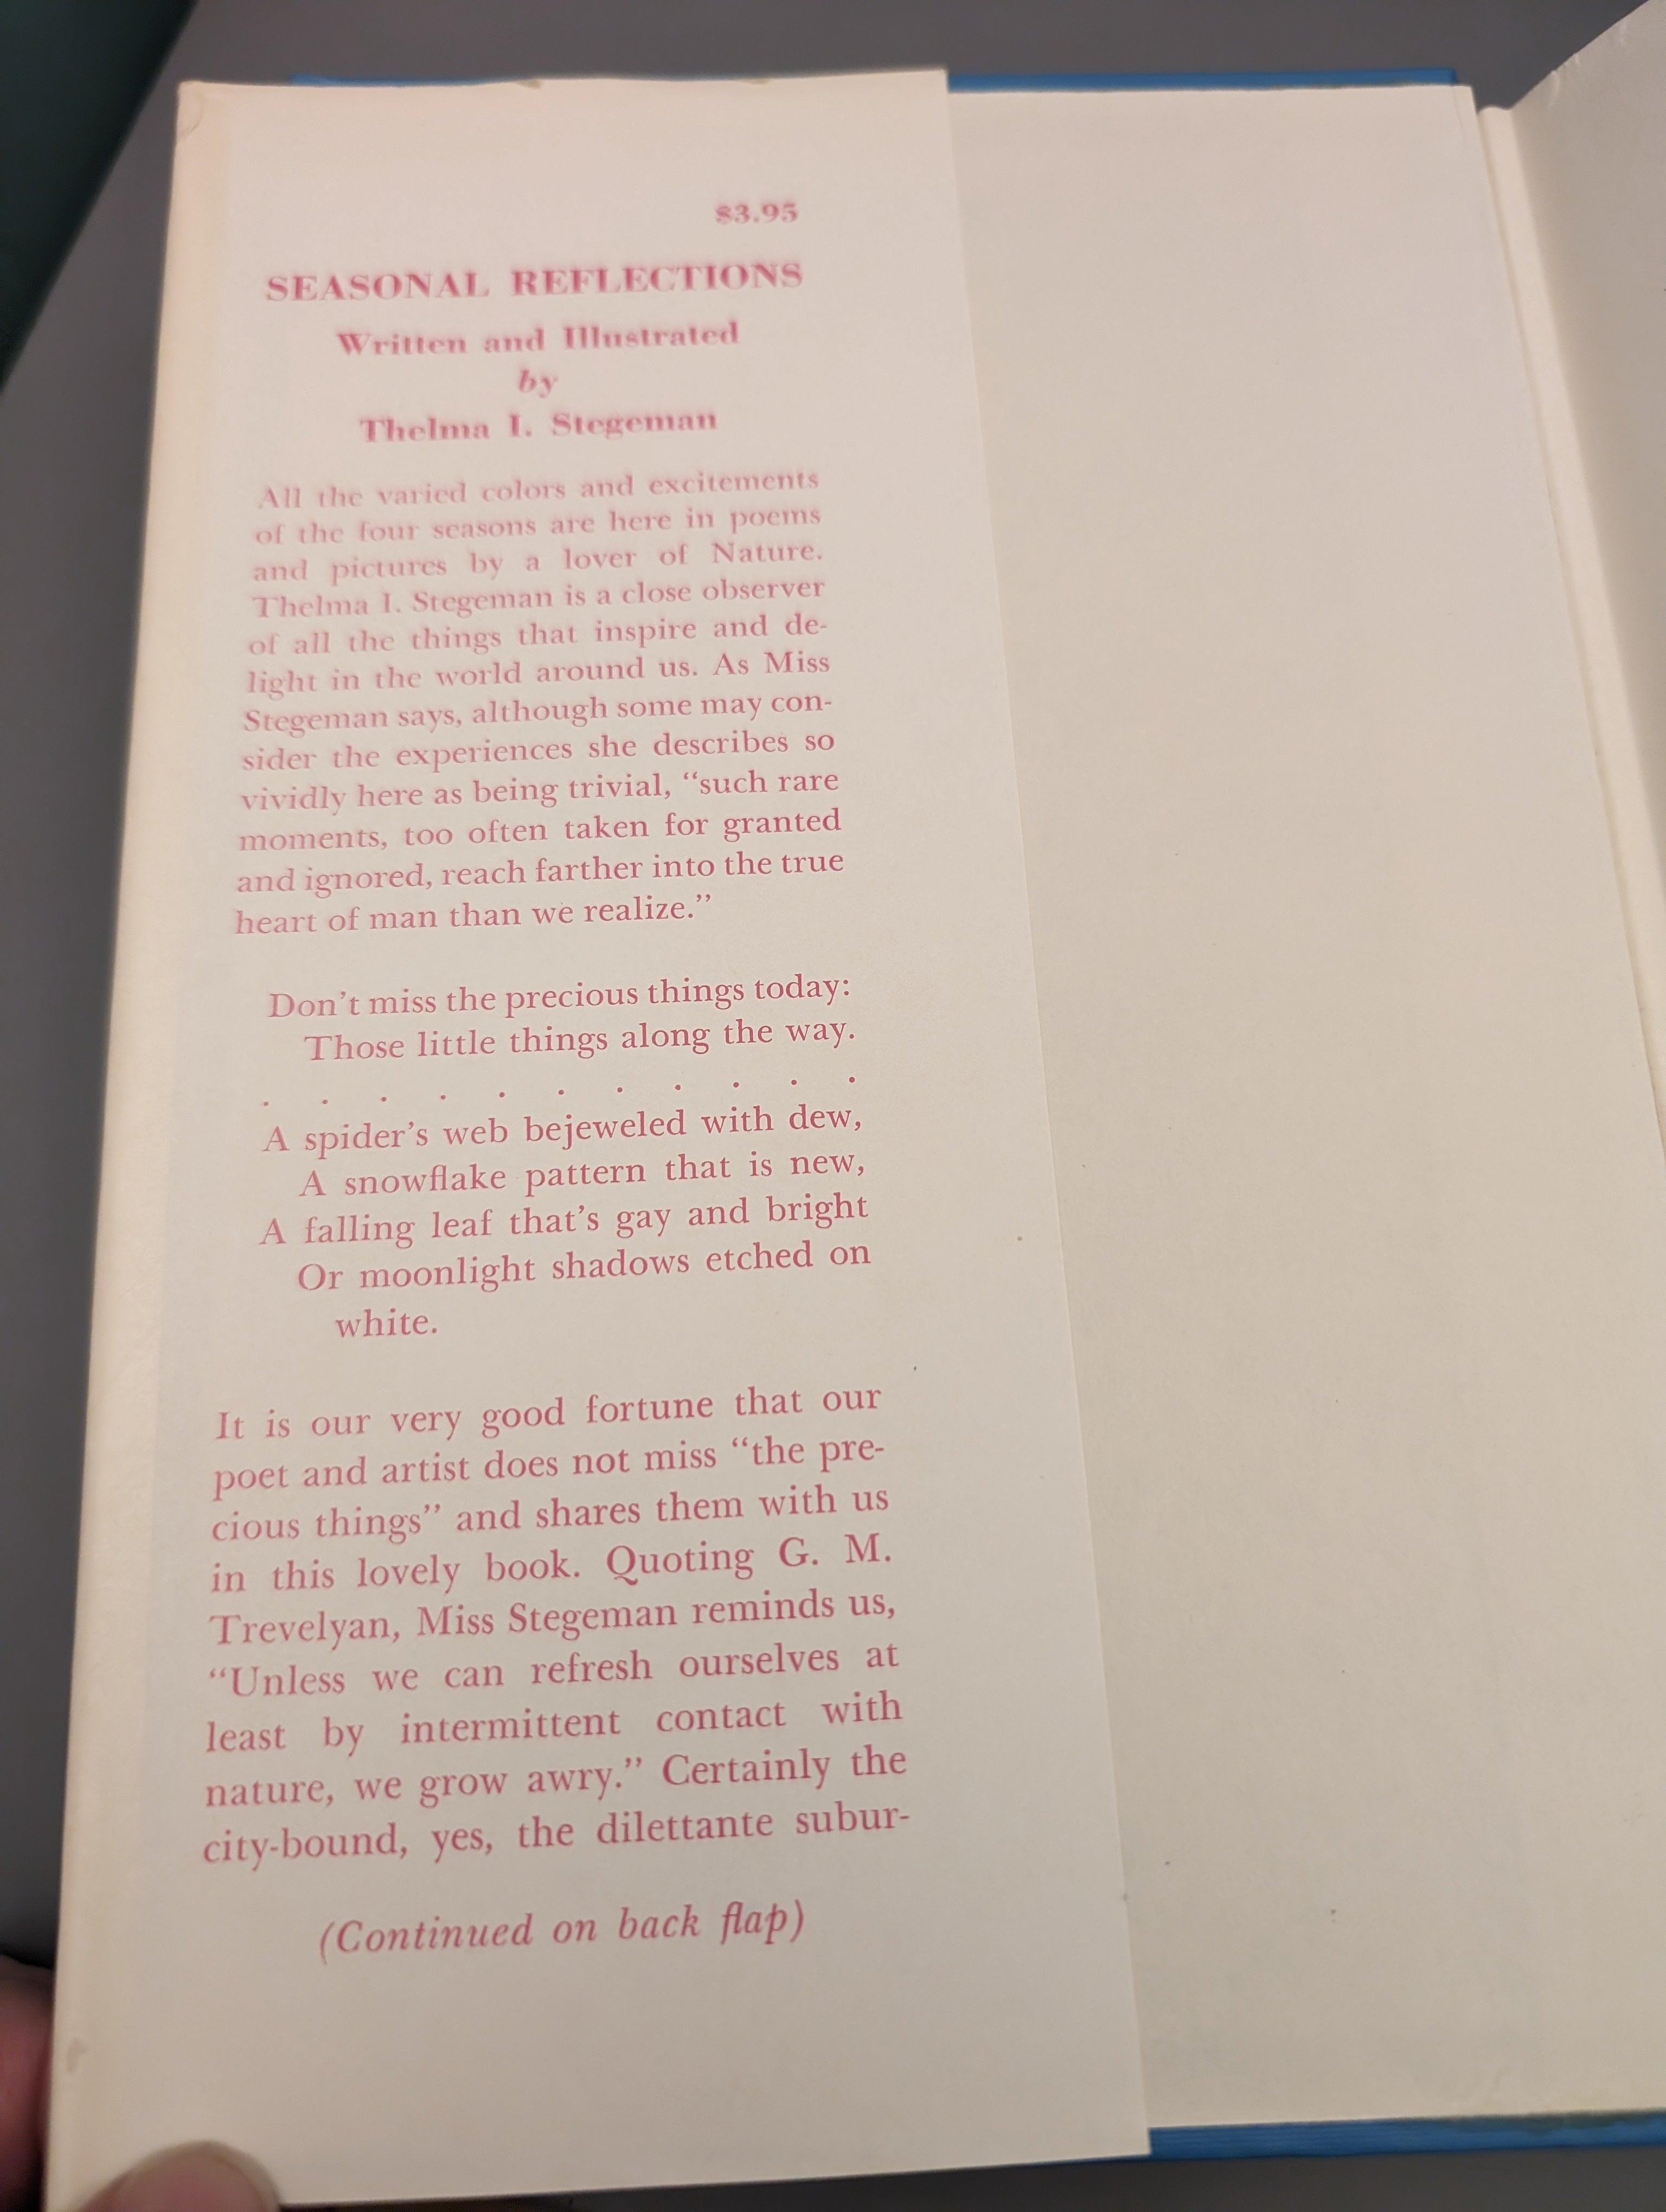 $3.95
SEASONAL REFLECTIONS
Written and Illustrated
by
Thelma I. Stegeman
All the varied colors and excitements
of the four seasons are here in poems
and pictures by a lover of Nature.
Thelma I. Stegeman is a close observer
of all the things that inspire and de-
light in the world around us. As Miss
Stegeman says, although some may con-
sider the experiences she describes so
vividly here as being trivial, “such rare
moments, too often taken for granted
and ignored, reach farther into the true
heart of man than we realize.”
Don’t miss the precious things today:
Those little things along the way.
. . . . . . . . . . .
A spider’s web bejeweled with dew,
A snowflake pattern that is new,
A falling leaf that’s gay and bright
Or moonlight shadows etched on
white.
It is our very good fortune that our
poet and artist does not miss “the pre-
cious things” and shares them with us
in this lovely book. Quoting G. M.
Trevelyan, Miss Stegeman reminds us,
“Unless we can refresh ourselves at
least by intermittent contact with
nature, we grow awry.” Certainly the
city-bound, yes, the dilettante subur-
(Continued on back flap)